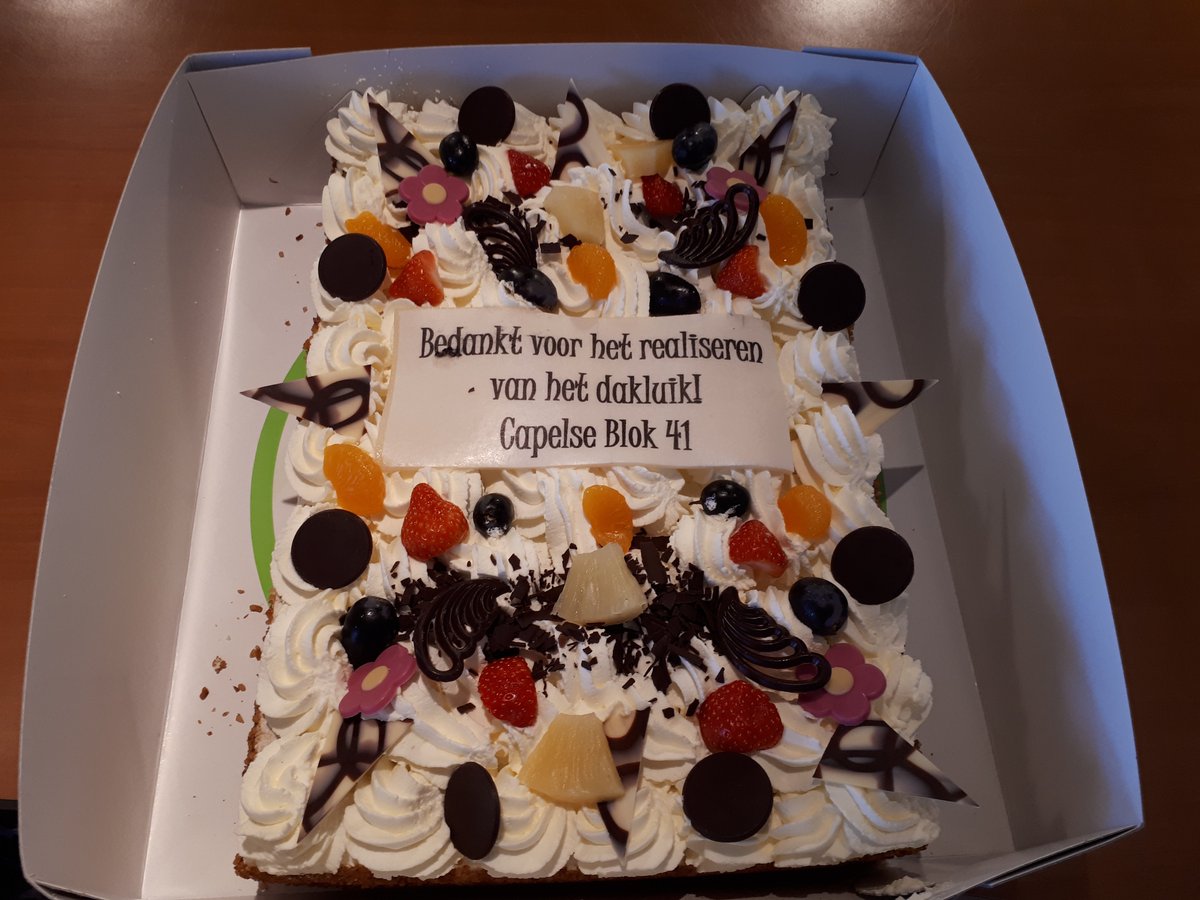 Bedankt voor het realiseren
van het dakluik!
Capelse Blok 41